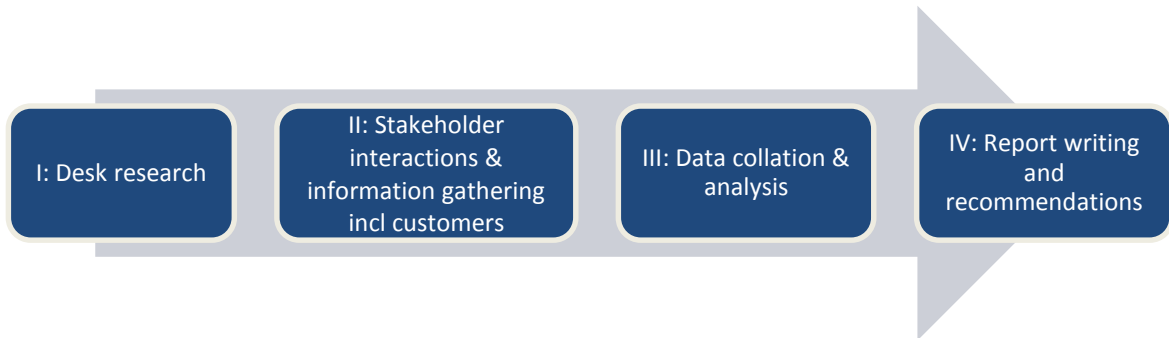 I: Desk research
II: Stakeholder
interactions &
information gathering
incl customers
III: Data collation &
analysis
IV: Report writing
and
recommendations